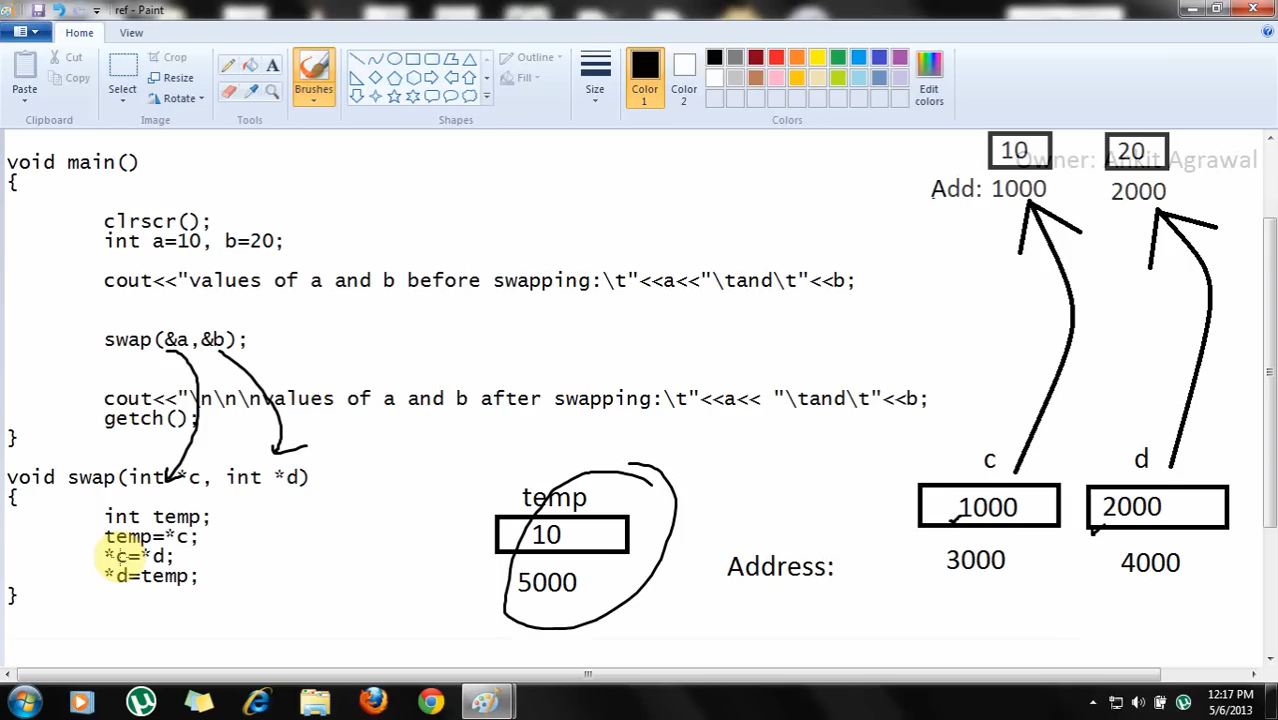 ref - Paint
Home
View
Paste
Cut
Copy
Clipboard
Select
Crop
Resize
Rotate
Image
Tools
Brushes
Shapes
Outline
Fill
Size
Color 1
Color 2
Edit colors
Colors
Owner: Ankit Agrawal
10
20
Add: 1000
2000
void main()
{
clrscr();
int a=10, b=20;
cout<<"values of a and b before swapping:\t"<<a<<"\tand\t"<<b;
swap(&a,&b);
cout<<"\n\n\nvalues of a and b after swapping:\t"<<a<< "\tand\t"<<b;
getch();
}
void swap(int *c, int *d)
{
int temp;
temp=*c;
*c=*d;
*d=temp;
}
temp
10
5000
c
d
1000
2000
Address:
3000
4000
12:17 PM
5/6/2013